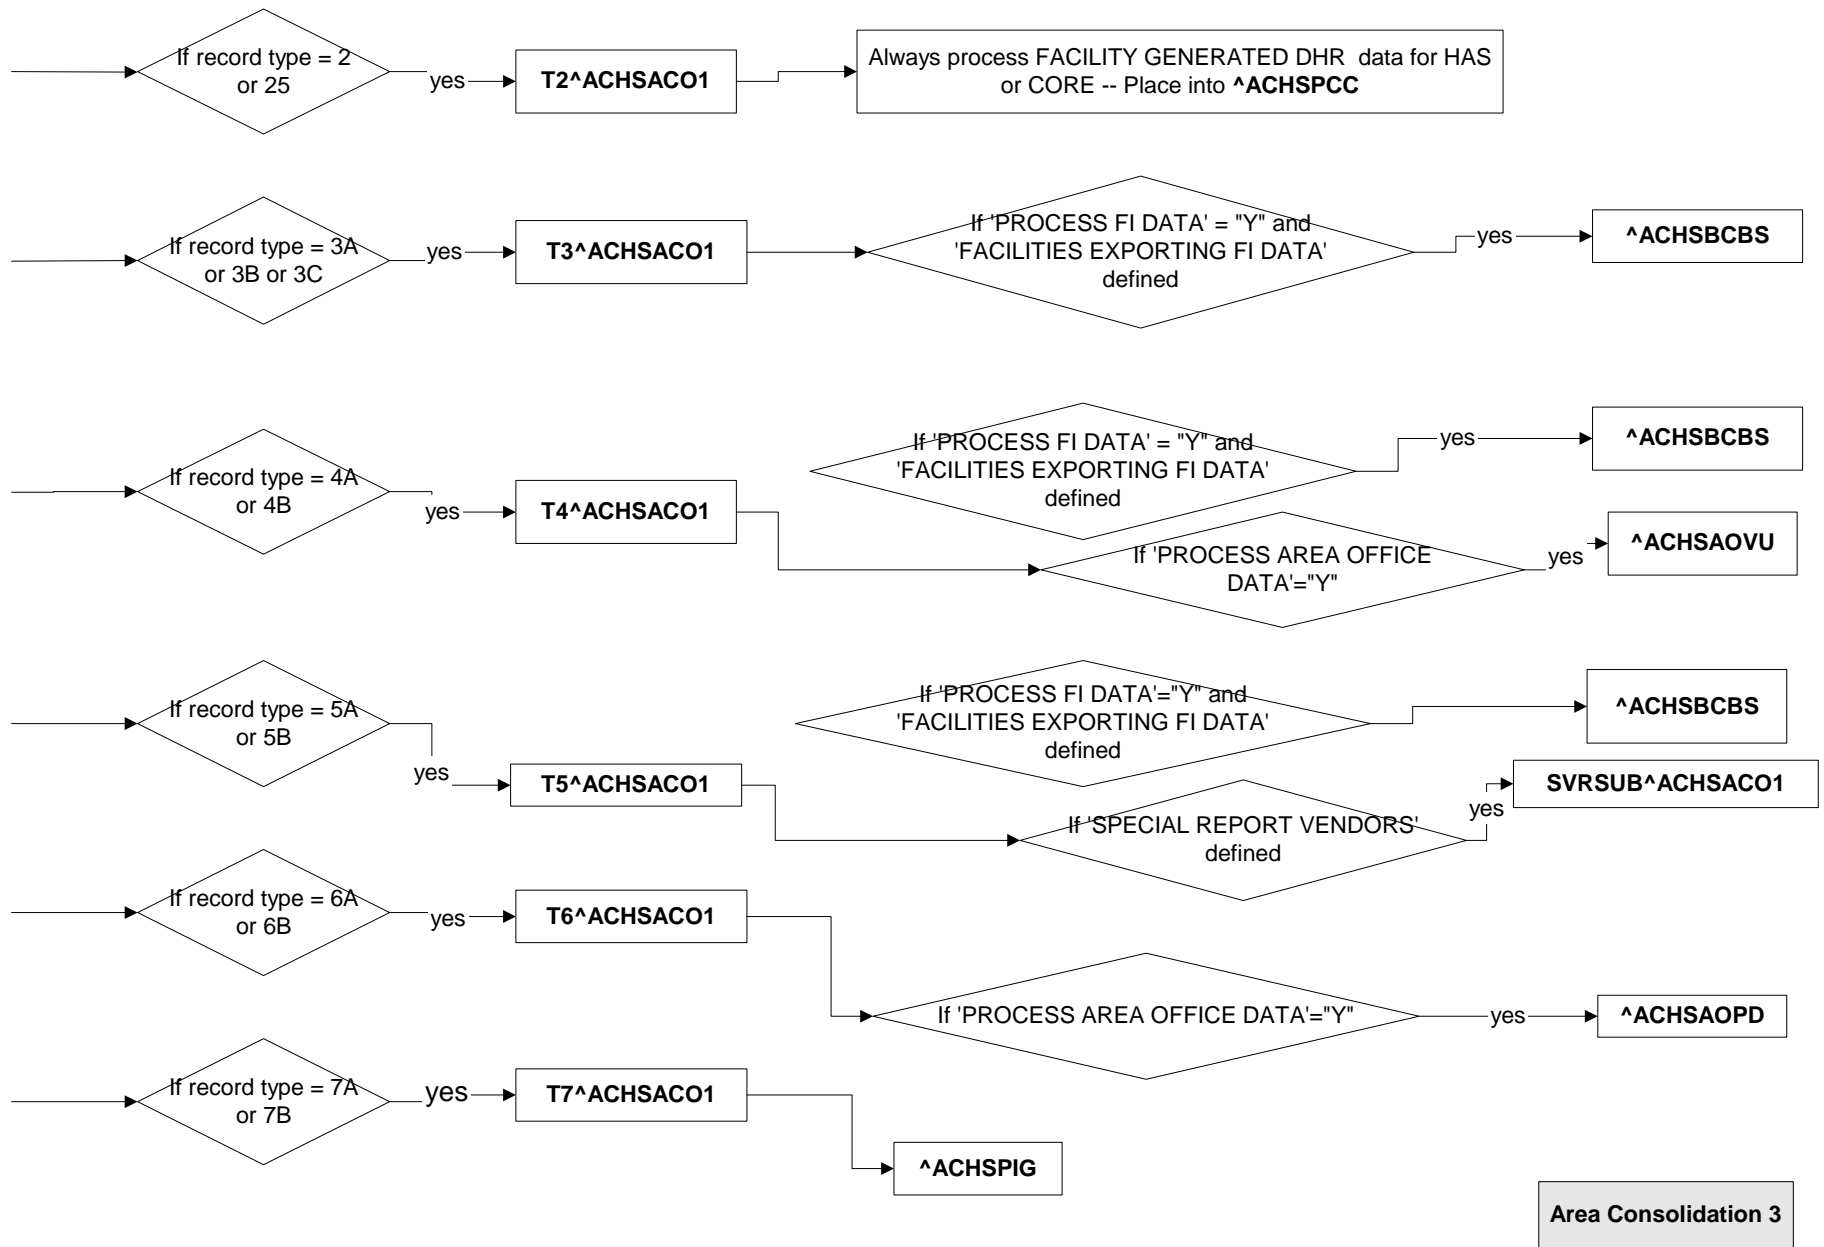 If record type = 2
or 25
yes
T2^ACHSACO1
Always process FACILITY GENERATED DHR  data for HAS
or CORE -- Place into ^ACHSPCC
If record type = 3A
or 3B or 3C
yes
T3^ACHSACO1
If 'PROCESS FI DATA' = "Y" and
'FACILITIES EXPORTING FI DATA'
defined
yes
^ACHSBCBS
If record type = 4A
or 4B
yes
T4^ACHSACO1
If 'PROCESS FI DATA' = "Y" and
'FACILITIES EXPORTING FI DATA'
defined
yes
^ACHSBCBS
If 'PROCESS AREA OFFICE
DATA'="Y"
yes
^ACHSAOVU
If record type = 5A
or 5B
yes
T5^ACHSACO1
If 'PROCESS FI DATA'="Y" and
'FACILITIES EXPORTING FI DATA'
defined
^ACHSBCBS
If 'SPECIAL REPORT VENDORS'
defined
yes
SVRSUB^ACHSACO1
If record type = 6A
or 6B
yes
T6^ACHSACO1
If 'PROCESS AREA OFFICE DATA'="Y"
yes
^ACHSAOPD
If record type = 7A
or 7B
yes
T7^ACHSACO1
^ACHSPIG
Area Consolidation 3